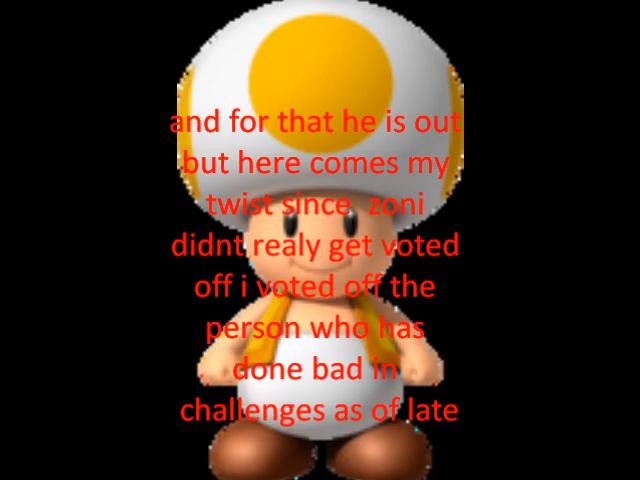 and for that he is out
but here comes my
twist since  zoni
didnt realy get voted
off i voted off the
person who has
done bad in
challenges as of late